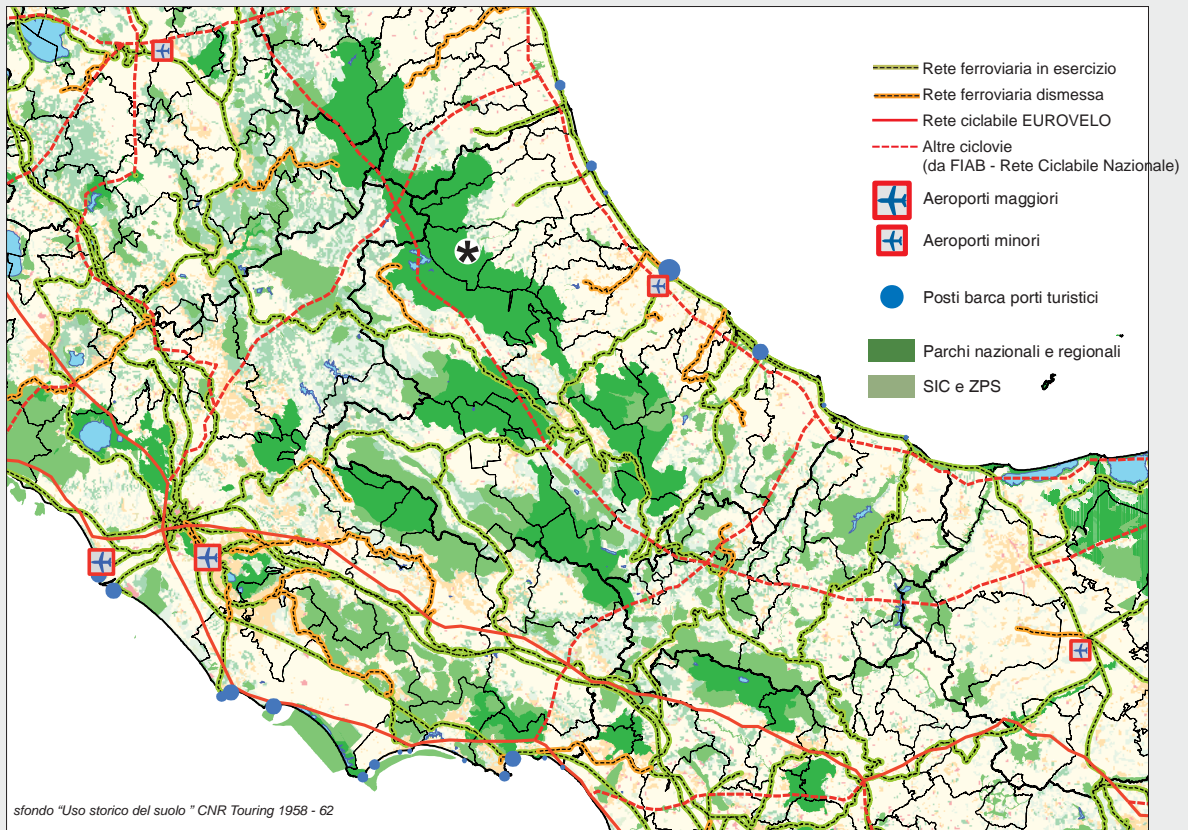 Rete ferroviaria in esercizio
Rete ferroviaria dismessa
Rete ciclabile EUROVELO
Altre ciclovie
(da FIAB - Rete Ciclabile Nazionale)
Aeroporti maggiori
Aeroporti minori
*
Posti barca porti turistici
Parchi nazionali e regionali
SIC e ZPS
sfondo “Uso storico del suolo ” CNR Touring 1958 - 62